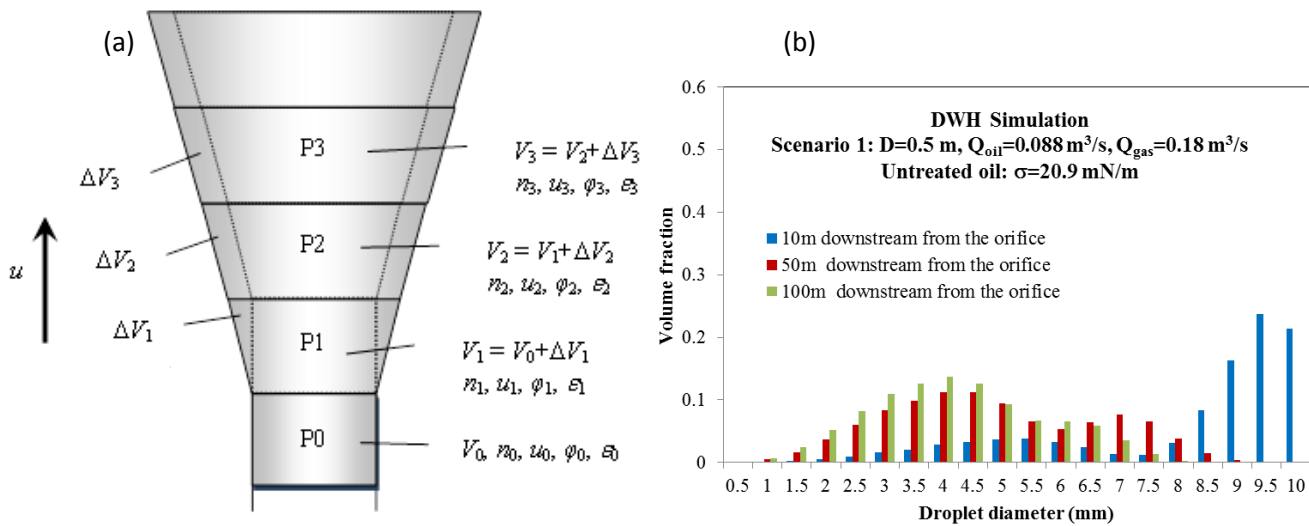 (a)
P3
V₃ = V₂+ ΔV₃
n₃, u₃, φ₃, ε₃
ΔV₃
P2
V₂ = V₁+ ΔV₂
n₂, u₂, φ₂, ε₂
ΔV₂
u
ΔV₁
P1
V₁ = V₀+ΔV₁
n₁, u₁, φ₁, ε₁
P0
V₀, n₀, u₀, φ₀, ε₀
(b)
DWH Simulation
Scenario 1: D=0.5 m, Qoil=0.088 m³/s, Qgas=0.18 m³/s
Untreated oil: σ=20.9 mN/m
10m downstream from the orifice
50m downstream from the orifice
100m downstream from the orifice
Volume fraction
0.6
0.5
0.4
0.3
0.2
0.1
0
0.5 1 1.5 2 2.5 3 3.5 4 4.5 5 5.5 6 6.5 7 7.5 8 8.5 9 9.5 10
Droplet diameter (mm)